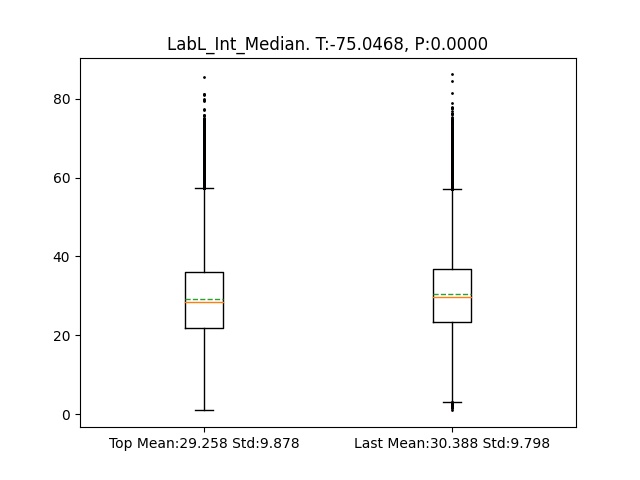 LabL_Int_Median. T:-75.0468, P:0.0000
80
60
40
20
0
Top Mean:29.258 Std:9.878
Last Mean:30.388 Std:9.798